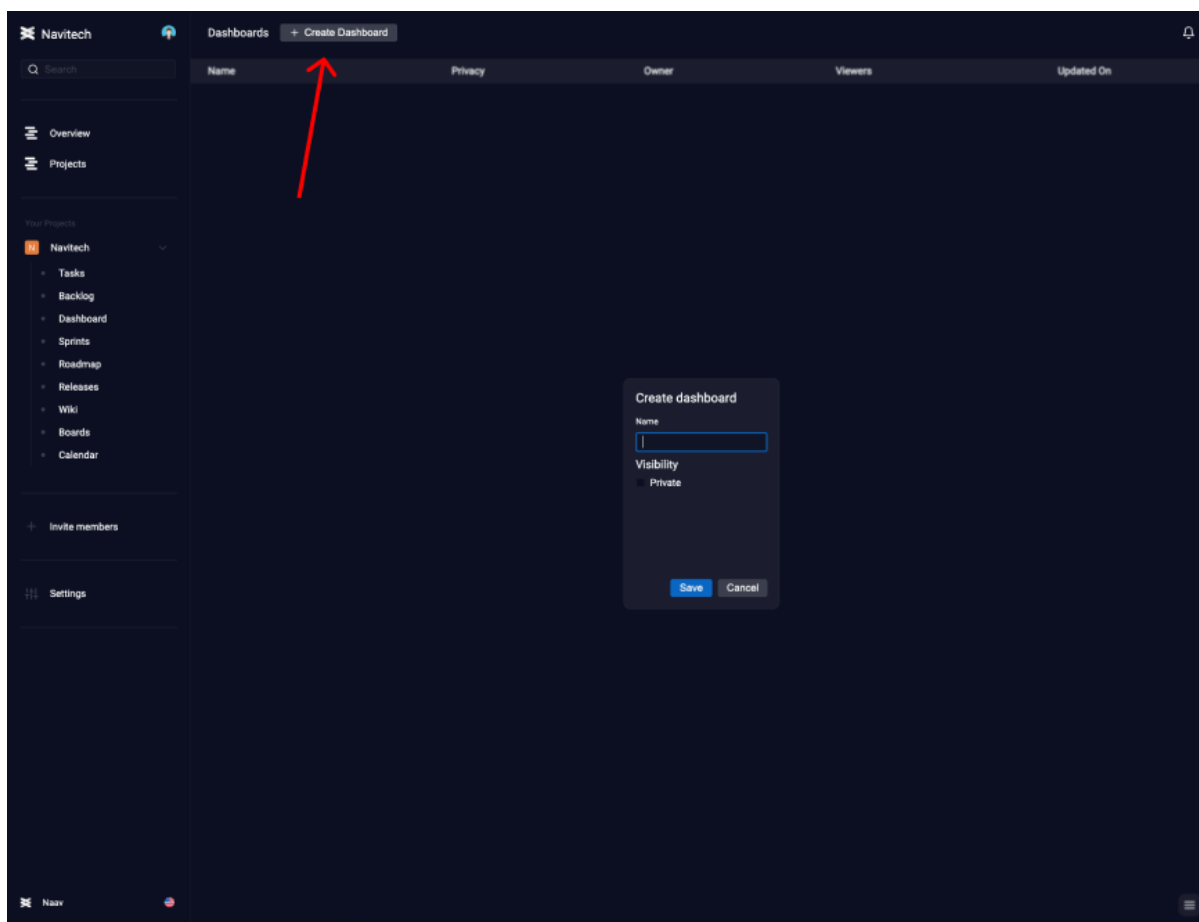 Navitech
Dashboards + Create Dashboard
Search
Name Privacy Owner Viewers Updated On
Overview
Projects
Your Projects
N Navitech
Tasks
Backlog
Dashboard
Sprints
Roadmap
Releases
Wiki
Boards
Calendar
Create dashboard
Name
Visibility
Private
Save Cancel
+ Invite members
Settings
Naav